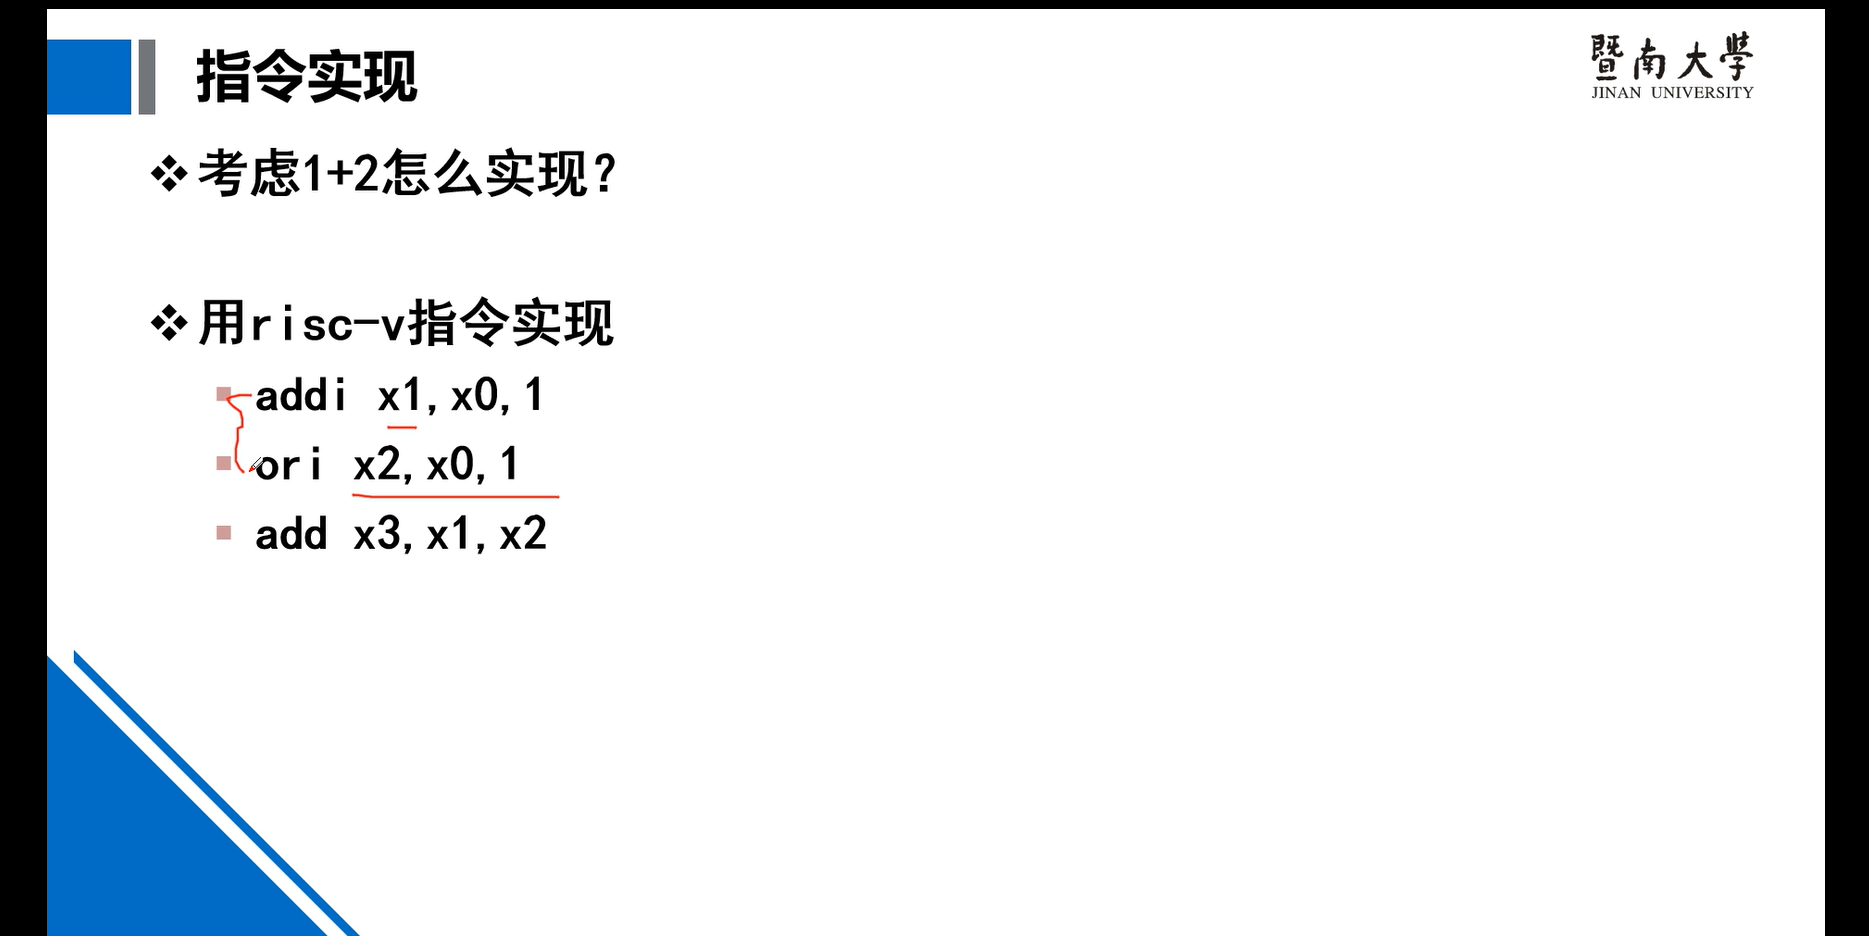 指令实现
暨南大学
JINAN UNIVERSITY
考虑1+2怎么实现?
用risc-v指令实现
addi x1,x0,1
ori x2,x0,1
add x3,x1,x2